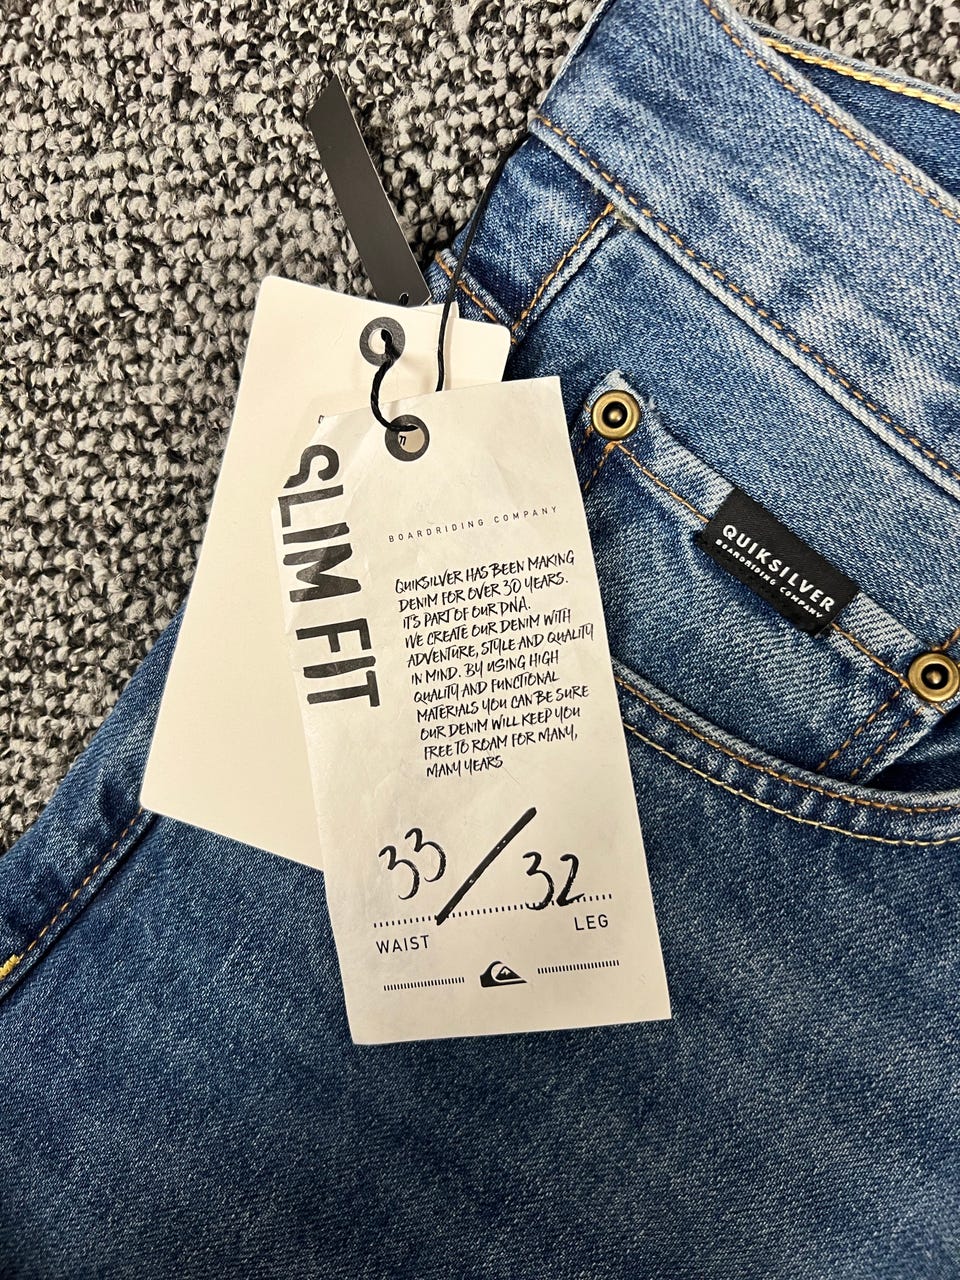 SLIM FIT
BOARDRIDING COMPANY
QUIKSILVER HAS BEEN MAKING
DENIM FOR OVER 30 YEARS.
IT'S PART OF OUR DNA.
WE CREATE OUR DENIM WITH
ADVENTURE, STYLE AND QUALITY
IN MIND. BY USING HIGH
QUALITY AND FUNCTIONAL
MATERIALS YOU CAN BE SURE
OUR DENIM WILL KEEP YOU
FREE TO ROAM FOR MANY,
MANY YEARS
33/32
WAIST LEG
QUIKSILVER
BOARDRIDING COMPANY